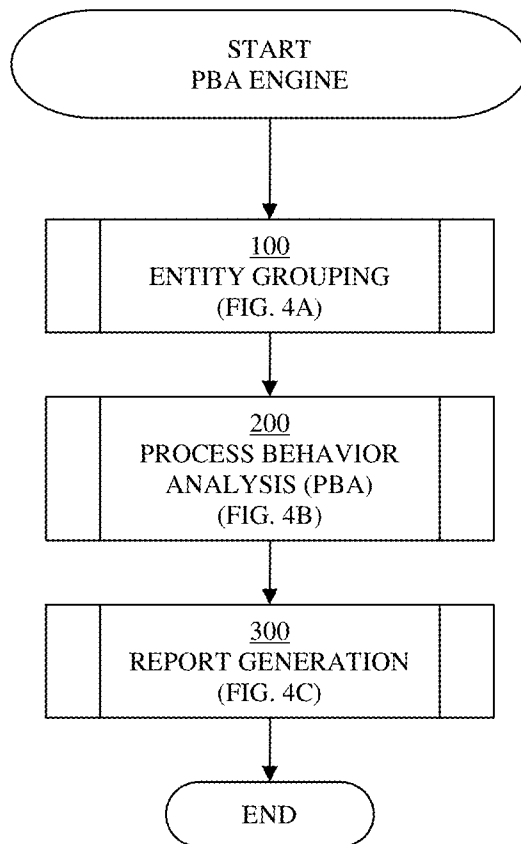 START
PBA ENGINE
100
ENTITY GROUPING
(FIG. 4A)
200
PROCESS BEHAVIOR
ANALYSIS (PBA)
(FIG. 4B)
300
REPORT GENERATION
(FIG. 4C)
END